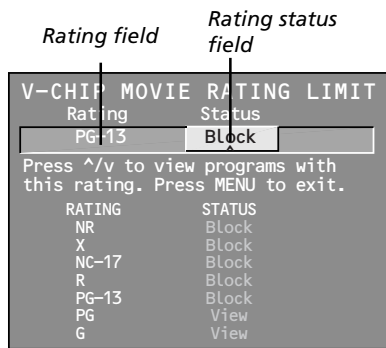 Rating field
Rating status
field
V-CHIP MOVIE RATING LIMIT
Rating Status
PG-13 Block
Press ^/v to view programs with
this rating. Press MENU to exit.
RATING STATUS
NR Block
X Block
NC-17 Block
R Block
PG-13 Block
PG View
G View